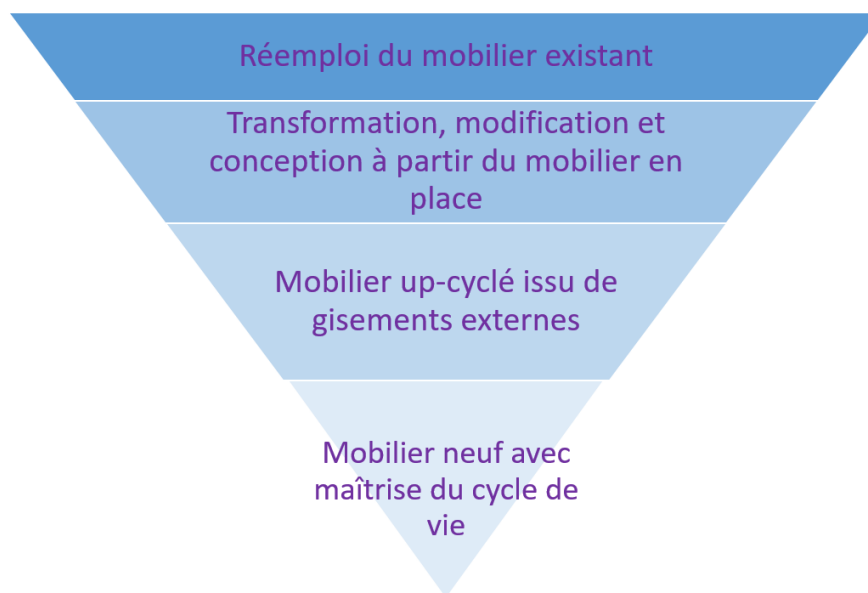 Réemploi du mobilier existant
Transformation, modification et
conception à partir du mobilier en
place
Mobilier up-cyclé issu de
gisements externes
Mobilier neuf avec
maîtrise du cycle de
vie